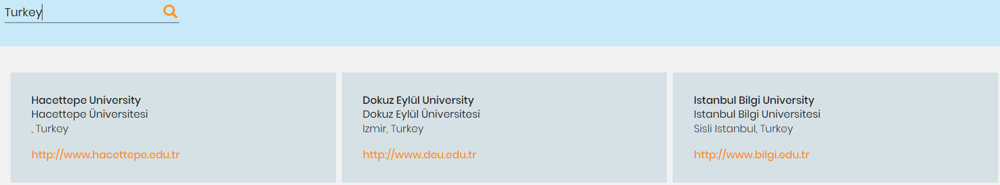 Turkey
Hacettepe University
Hacettepe Üniversitesi
, Turkey
http://www.hacettepe.edu.tr
Dokuz Eylül University
Dokuz Eylül Üniversitesi
Izmir, Turkey
http://www.deu.edu.tr
Istanbul Bilgi University
Istanbul Bilgi Universitesi
Sisli Istanbul, Turkey
http://www.bilgi.edu.tr